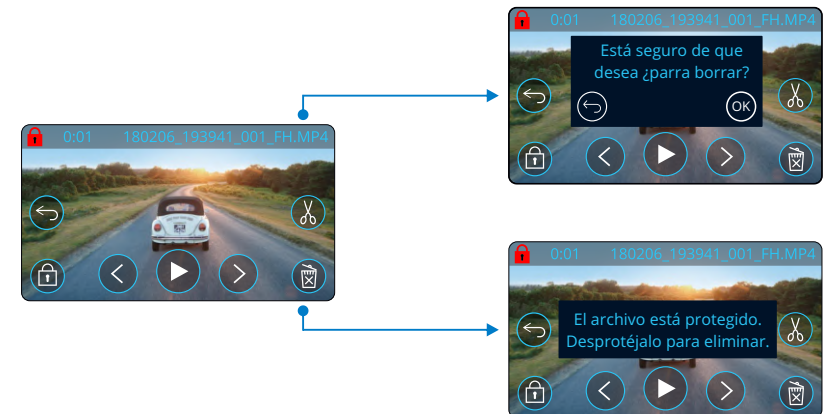 0:01 180206_193941_001_FH.MP4
Está seguro de que
desea ¿parra borrar?
OK
0:01 180206_193941_001_FH.MP4
0:01 180206_193941_001_FH.MP4
El archivo está protegido.
Desprotéjalo para eliminar.